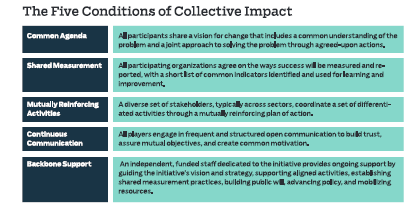 The Five Conditions of Collective Impact
Common Agenda
All participants share a vision for change that includes a common understanding of the
problem and a joint approach to solving the problem through agreed-upon actions.
Shared Measurement
All participating organizations agree on the ways success will be measured and re-
ported, with a short list of common indicators identified and used for learning and
improvement.
Mutually Reinforcing
Activities
A diverse set of stakeholders, typically across sectors, coordinate a set of differenti-
ated activities through a mutually reinforcing plan of action.
Continuous
Communication
All players engage in frequent and structured open communication to build trust,
assure mutual objectives, and create common motivation.
Backbone Support
An independent, funded staff dedicated to the initiative provides ongoing support by
guiding the initiative's vision and strategy, supporting aligned activities, establishing
shared measurement practices, building public will, advancing policy, and mobilizing
resources.